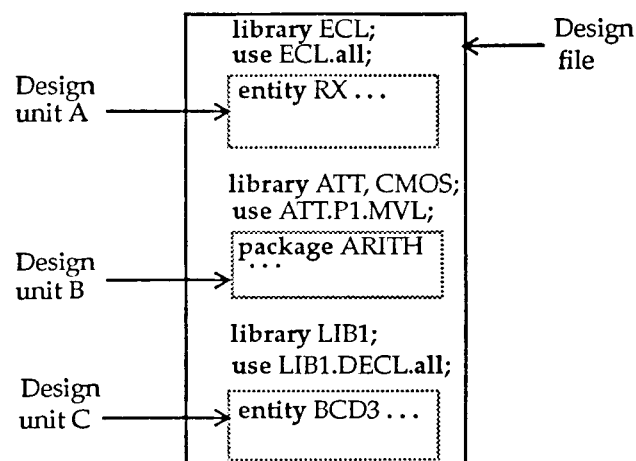 library ECL;
use ECL.all;
Design
file
Design
unit A
entity RX ...
library ATT, CMOS;
use ATT.P1.MVL;
Design
unit B
package ARITH
...
library LIB1;
use LIB1.DECL.all;
Design
unit C
entity BCD3 ...